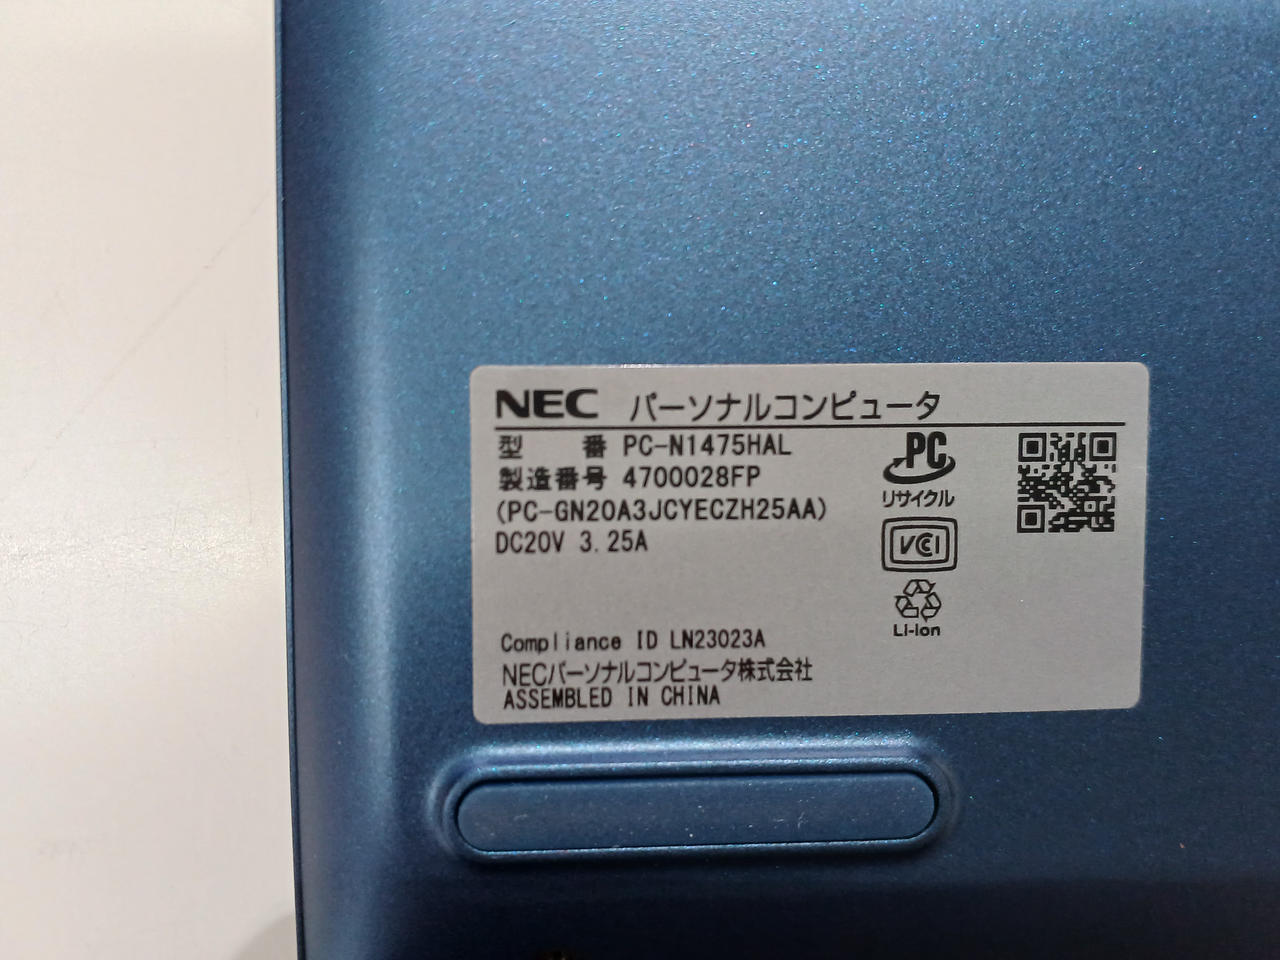 NEC パーソナルコンピュータ
型 番 PC-N1475HAL
製造番号 4700028FP
(PC-GN20A3JCYECZH25AA)
DC20V 3.25A
PC
リサイクル
VCCI
Li-ion
Compliance ID LN23023A
NECパーソナルコンピュータ株式会社
ASSEMBLED IN CHINA